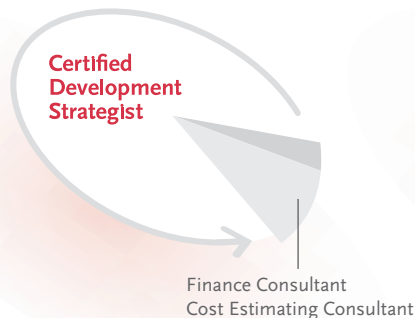 Certified
Development
Strategist
Finance Consultant
Cost Estimating Consultant